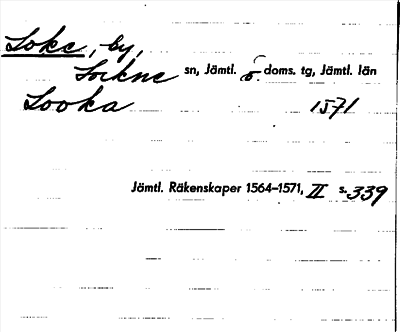 Loke, by,
Lockne sn, Jämtl. ö. doms. tg, Jämtl. län
Looka 1571
Jämtl. Räkenskaper 1564–1571, II s. 339